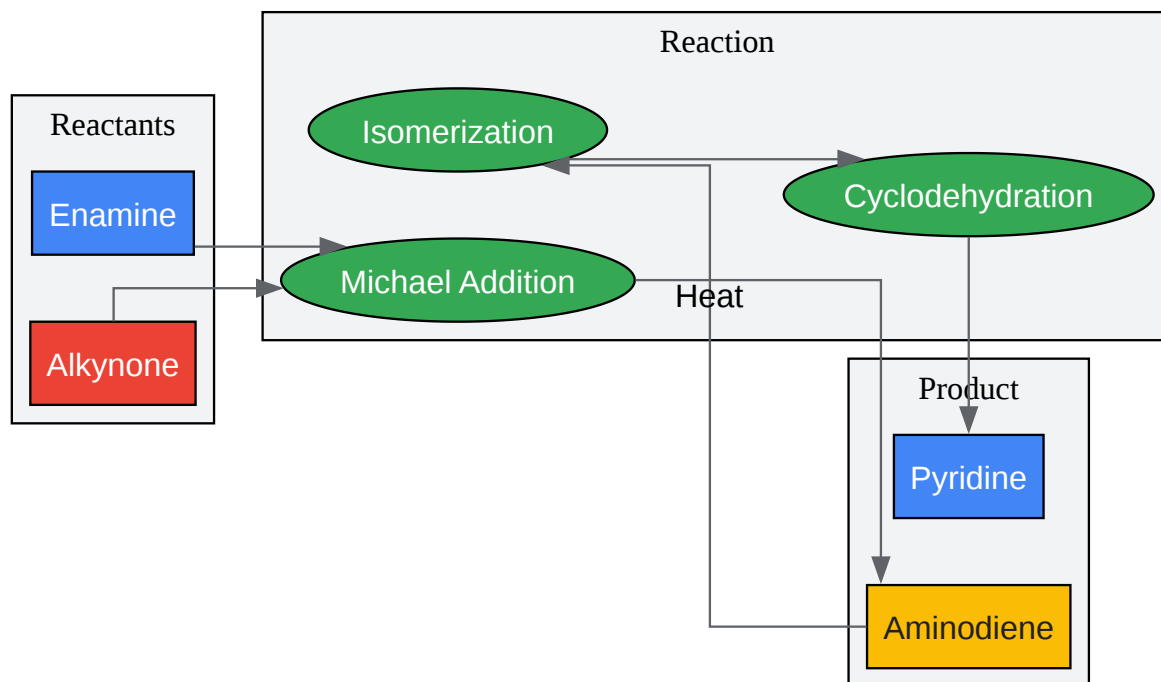 Reaction
Reactants
Isomerization
Cyclodehydration
Enamine
Michael Addition
Heat
Alkynone
Product
Pyridine
Aminodiene